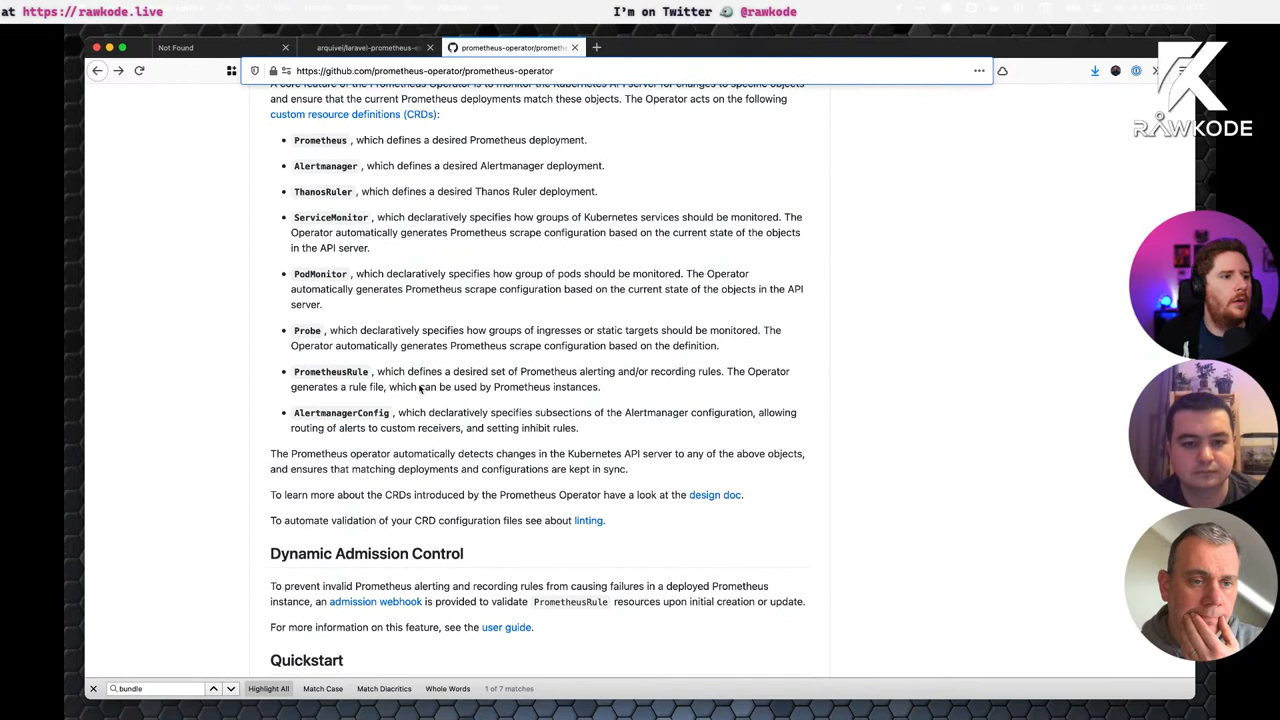 at https://rawkode.live
I'm on Twitter @rawkode
Not Found
arquivei/laravel-prometheus-e
prometheus-operator/prometh
https://github.com/prometheus-operator/prometheus-operator
RAWKODE
A core feature of the Prometheus Operator is to monitor the Kubernetes API server for changes to specific objects
and ensure that the current Prometheus deployments match these objects. The Operator acts on the following
custom resource definitions (CRDs):
Prometheus , which defines a desired Prometheus deployment.
Alertmanager , which defines a desired Alertmanager deployment.
ThanosRuler , which defines a desired Thanos Ruler deployment.
ServiceMonitor , which declaratively specifies how groups of Kubernetes services should be monitored. The
Operator automatically generates Prometheus scrape configuration based on the current state of the objects
in the API server.
PodMonitor , which declaratively specifies how group of pods should be monitored. The Operator
automatically generates Prometheus scrape configuration based on the current state of the objects in the API
server.
Probe , which declaratively specifies how groups of ingresses or static targets should be monitored. The
Operator automatically generates Prometheus scrape configuration based on the definition.
PrometheusRule , which defines a desired set of Prometheus alerting and/or recording rules. The Operator
generates a rule file, which can be used by Prometheus instances.
AlertmanagerConfig , which declaratively specifies subsections of the Alertmanager configuration, allowing
routing of alerts to custom receivers, and setting inhibit rules.
The Prometheus operator automatically detects changes in the Kubernetes API server to any of the above objects,
and ensures that matching deployments and configurations are kept in sync.
To learn more about the CRDs introduced by the Prometheus Operator have a look at the design doc.
To automate validation of your CRD configuration files see about linting.
Dynamic Admission Control
To prevent invalid Prometheus alerting and recording rules from causing failures in a deployed Prometheus
instance, an admission webhook is provided to validate PrometheusRule resources upon initial creation or update.
For more information on this feature, see the user guide.
Quickstart
bundle
Highlight All
Match Case
Match Diacritics
Whole Words
1 of 7 matches